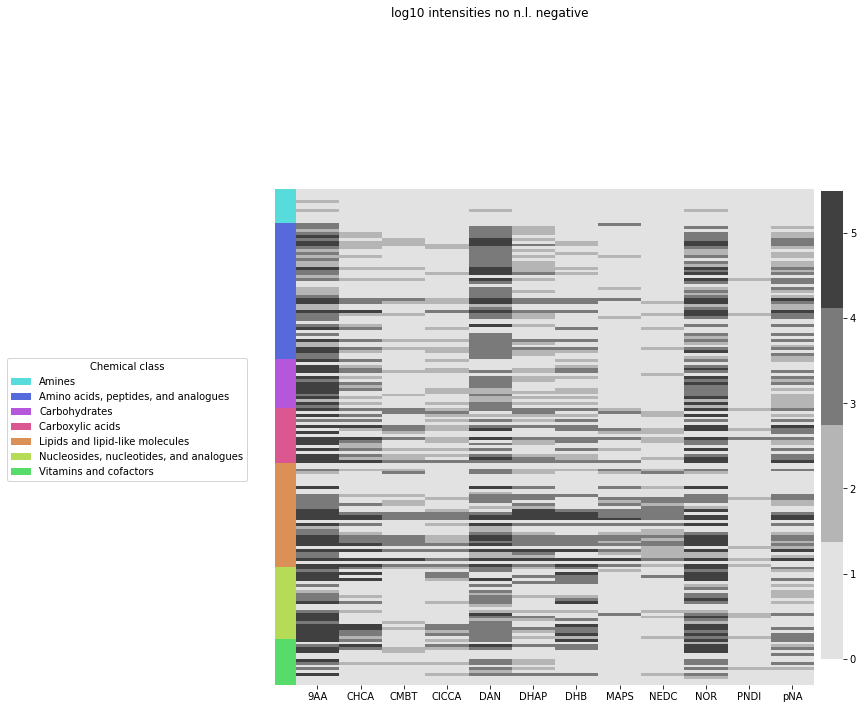 log10 intensities no n.l. negative
5
4
3
2
1
0
Chemical class
Amines
Amino acids, peptides, and analogues
Carbohydrates
Carboxylic acids
Lipids and lipid-like molecules
Nucleosides, nucleotides, and analogues
Vitamins and cofactors
9AA CHCA CMBT ClCCA DAN DHAP DHB MAPS NEDC NOR PNDI pNA